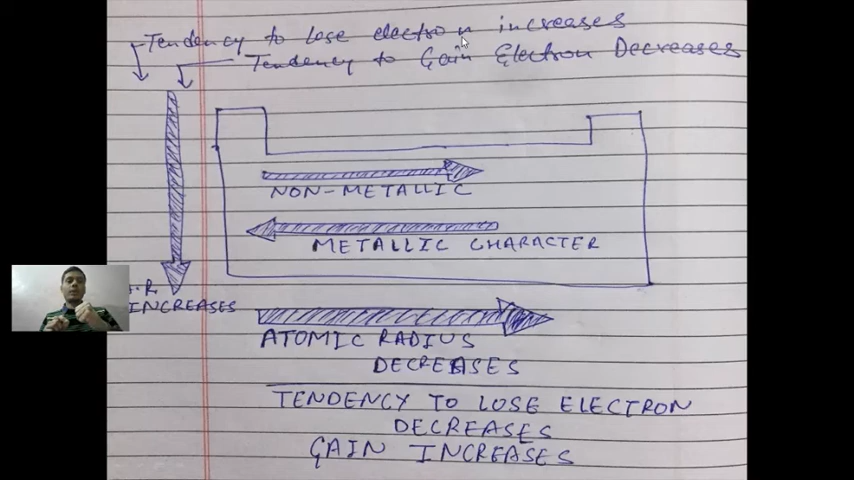 Tendency to lose electron increases
Tendency to Gain Electron Decreases
NON-METALLIC
METALLIC CHARACTER
.R.
INCREASES
ATOMIC RADIUS
DECREASES
TENDENCY TO LOSE ELECTRON
DECREASES
GAIN INCREASES